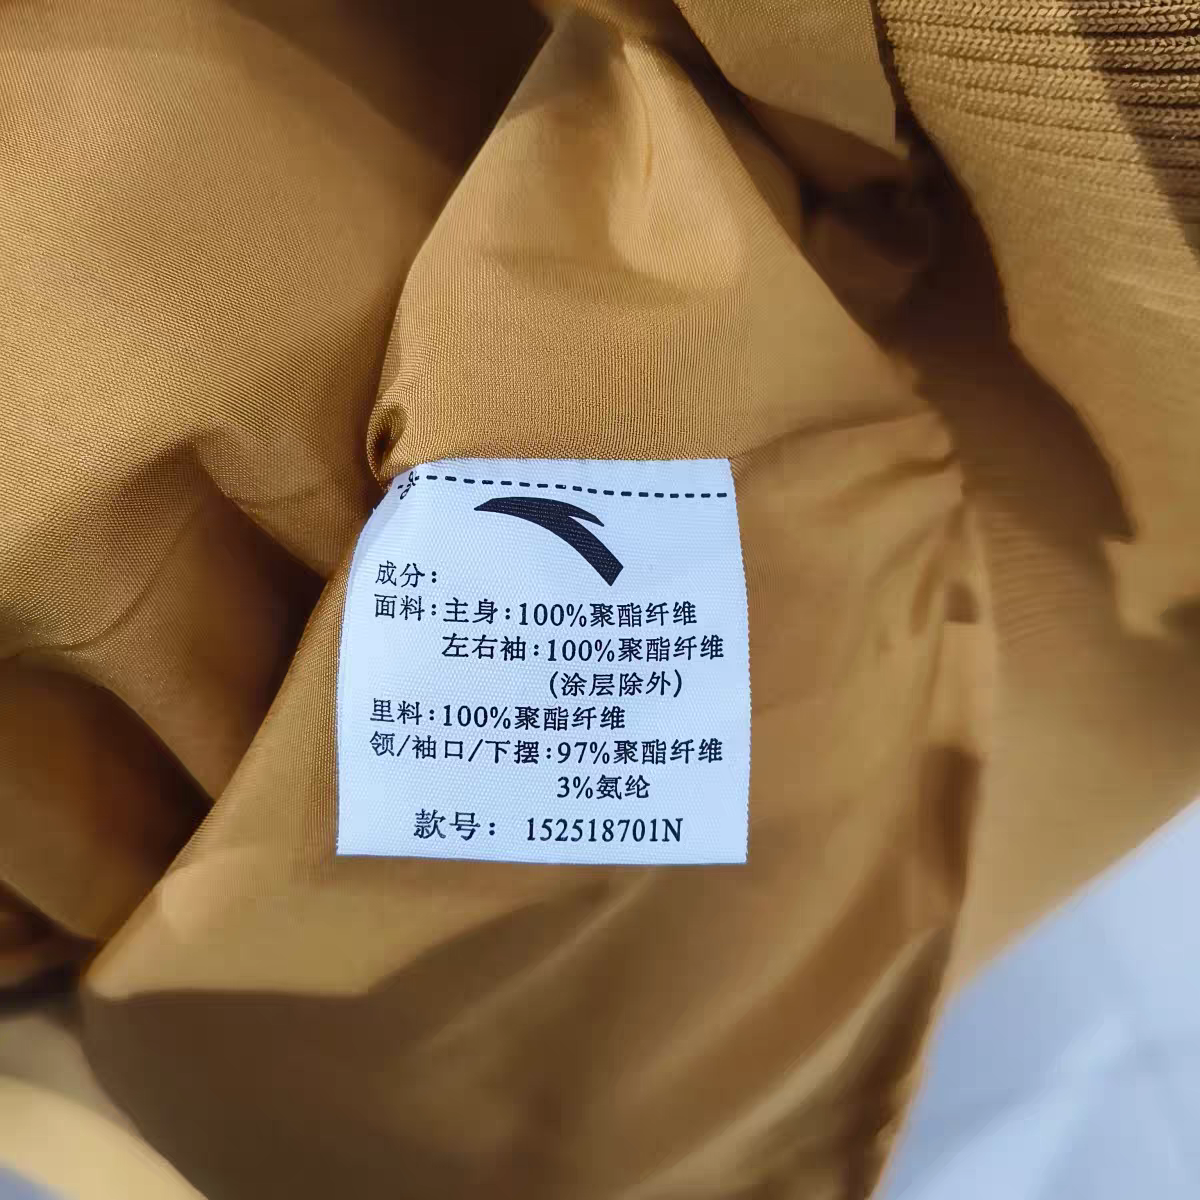 成分：
面料：主身：100%聚酯纤维
左右袖：100%聚酯纤维
(涂层除外)
里料：100%聚酯纤维
领/袖口/下摆：97%聚酯纤维
3%氨纶
款号： 152518701N